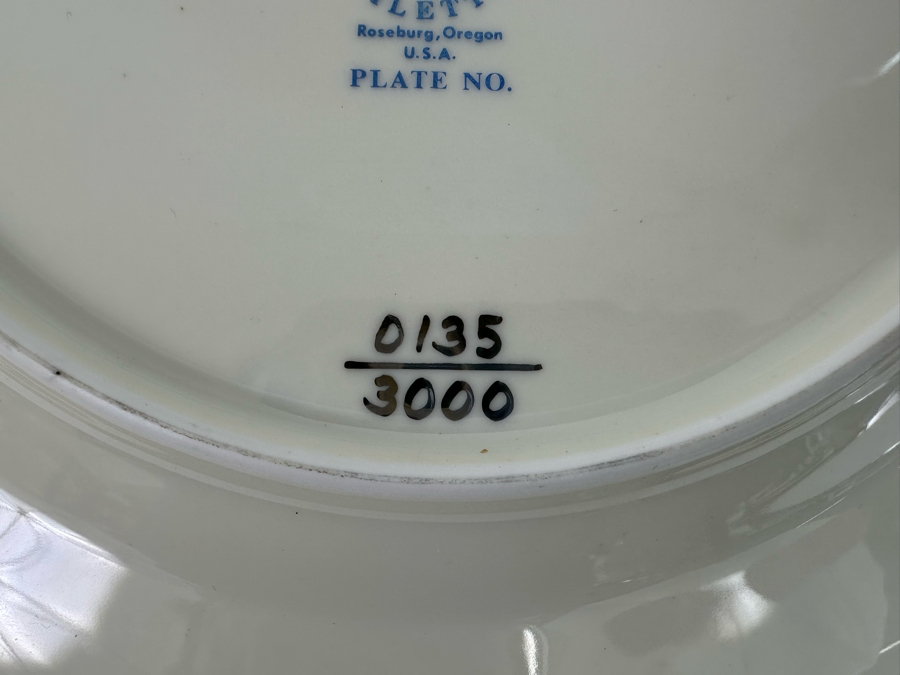 Roseburg, Oregon
U.S.A.
PLATE NO.
0135
3000